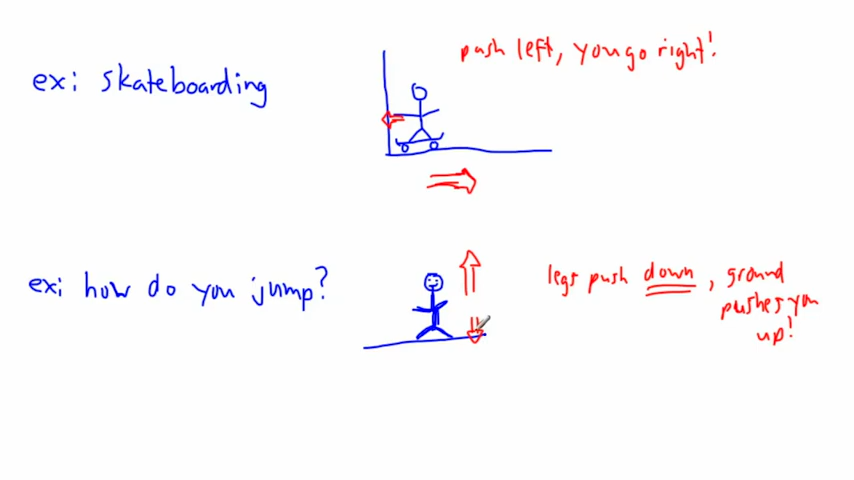 push left, you go right!
ex: skateboarding
ex: how do you jump?
legs push down, ground
pushes you
up!